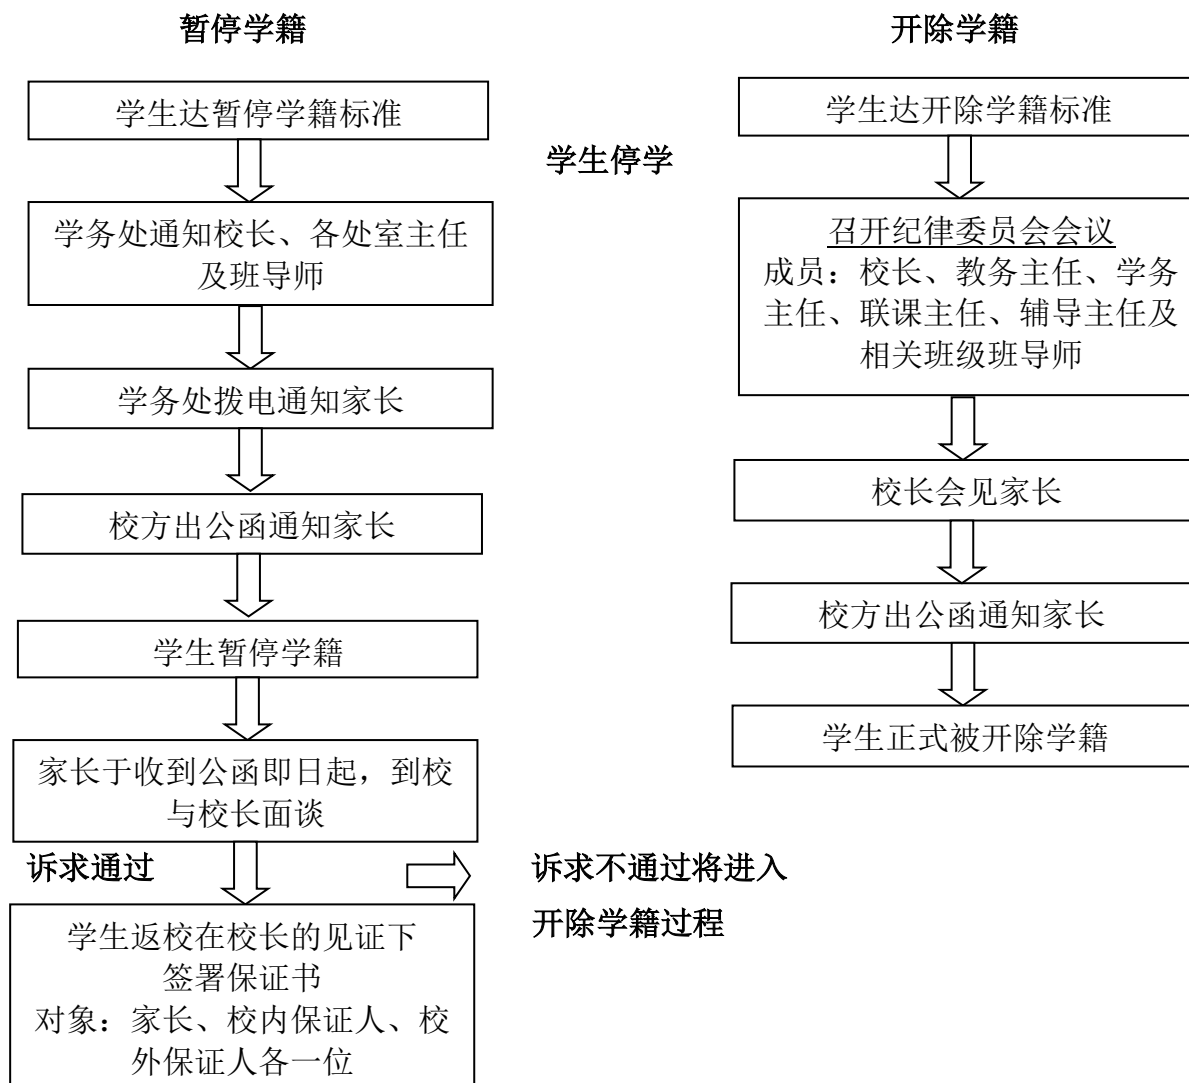 暂停学籍
学生达暂停学籍标准
学务处通知校长、各处室主任
及班导师
学务处拨电通知家长
校方出公函通知家长
学生暂停学籍
家长于收到公函即日起，到校
与校长面谈
诉求通过
学生返校在校长的见证下
签署保证书
对象：家长、校内保证人、校
外保证人各一位
学生停学
诉求不通过将进入
开除学籍过程
开除学籍
学生达开除学籍标准
召开纪律委员会会议
成员：校长、教务主任、学务
主任、联课主任、辅导主任及
相关班级班导师
校长会见家长
校方出公函通知家长
学生正式被开除学籍